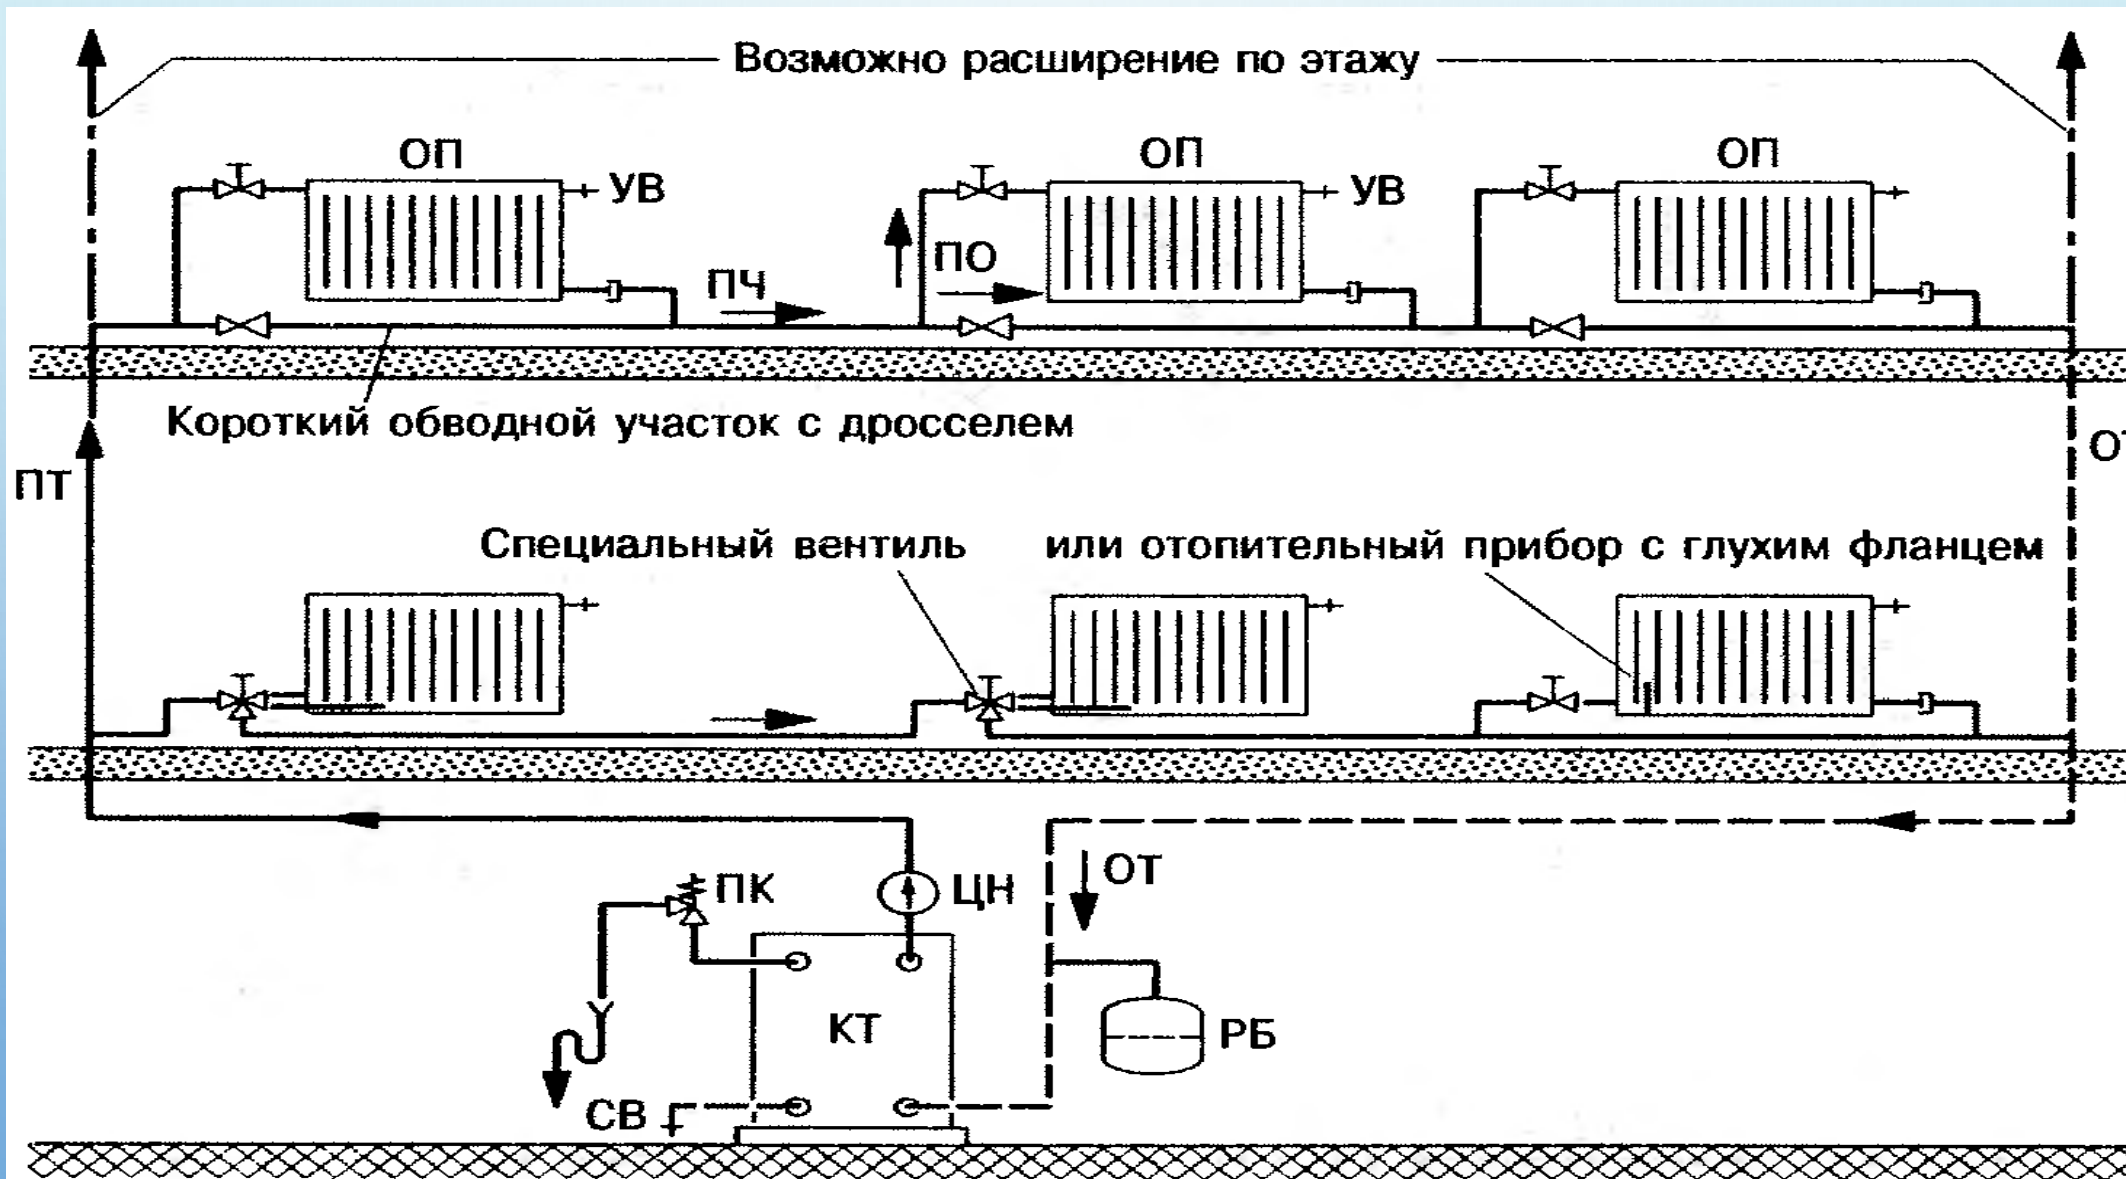 Возможно расширение по этажу
ОП ОП ОП
УВ УВ
ПО
ПЧ
Короткий обводной участок с дросселем
ПТ ОТ
Специальный вентиль или отопительный прибор с глухим фланцем
ПК ЦН ОТ
КТ РБ
СВ